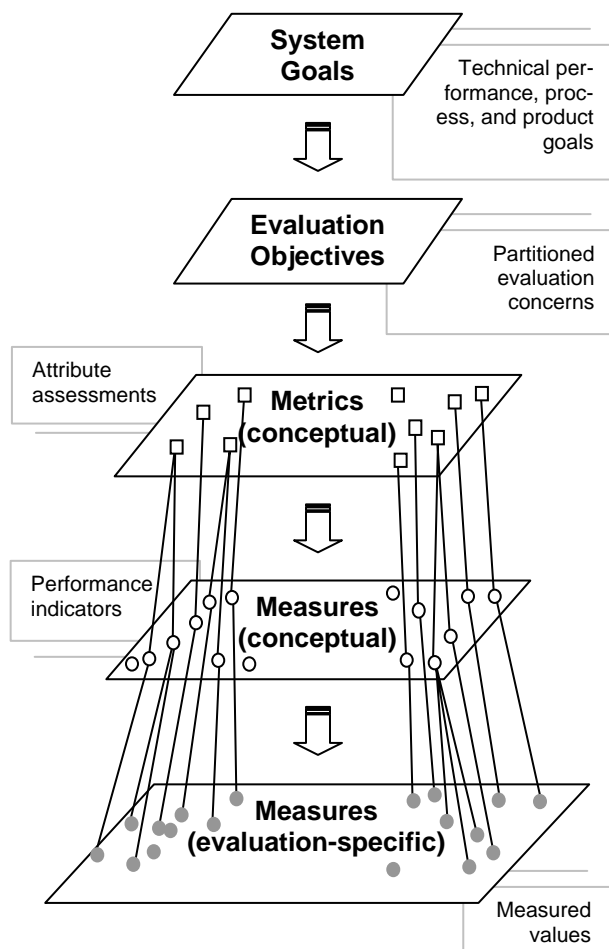 System
Goals
Technical per-
formance, proc-
ess, and product
goals
Evaluation
Objectives
Partitioned
evaluation
concerns
Attribute
assessments
Metrics
(conceptual)
Performance
indicators
Measures
(conceptual)
Measures
(evaluation-specific)
Measured
values